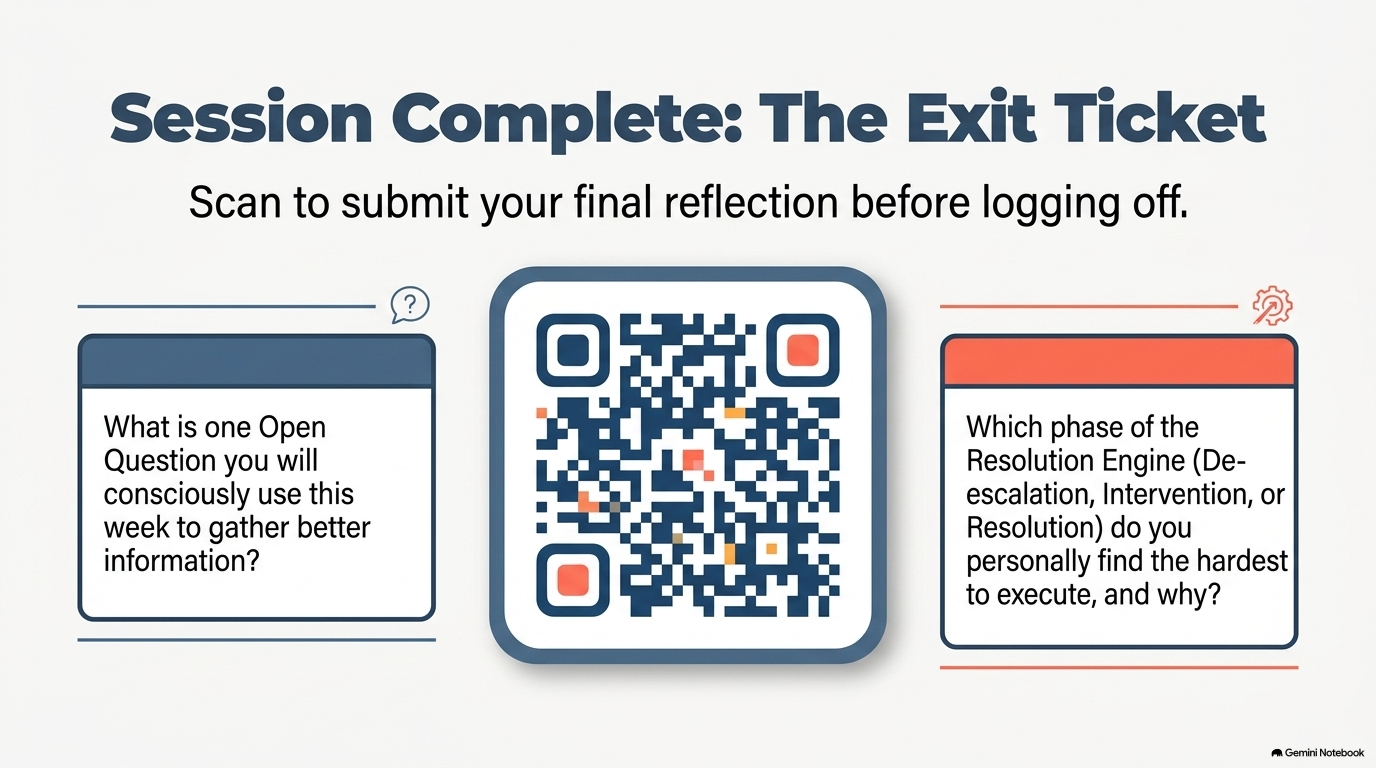 Session Complete: The Exit Ticket
Scan to submit your final reflection before logging off.
?
What is one Open
Question you will
consciously use this
week to gather better
information?
Which phase of the
Resolution Engine (De-
escalation, Intervention, or
Resolution) do you
personally find the hardest
to execute, and why?
Gemini Notebook